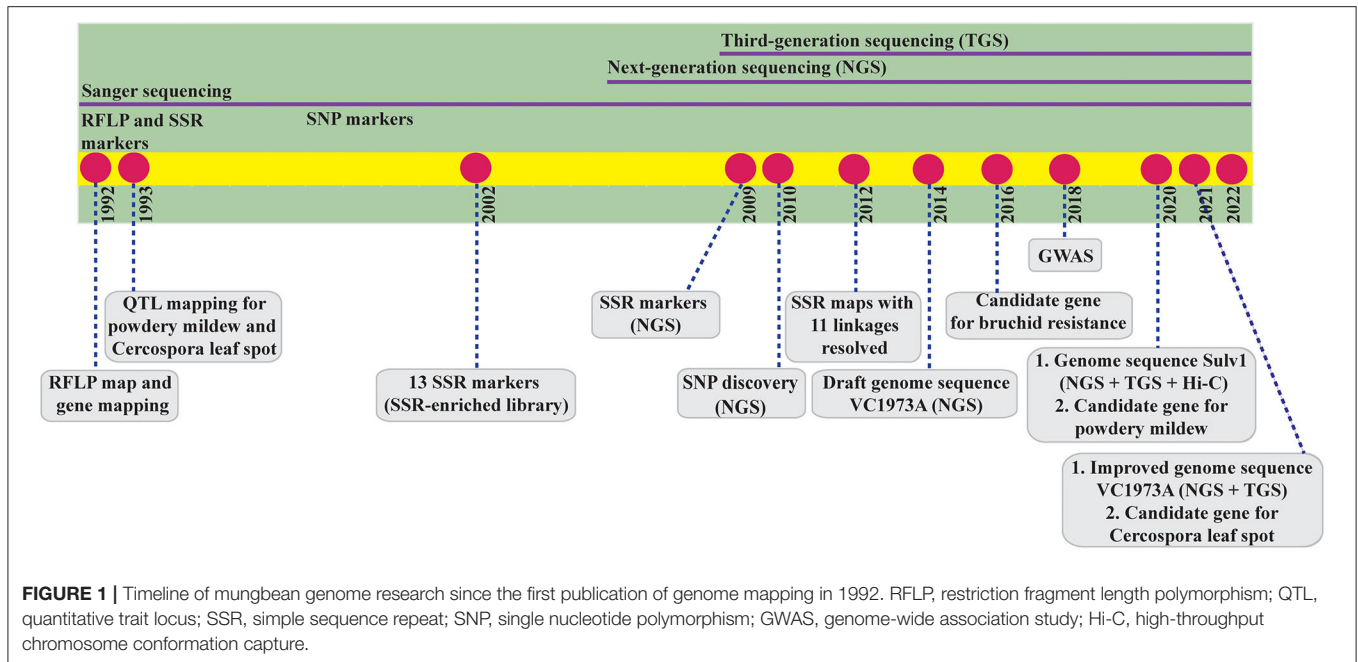 Third-generation sequencing (TGS)
Next-generation sequencing (NGS)
Sanger sequencing
RFLP and SSR
markers
SNP markers
1992
1993
2002
2009
2010
2012
2014
2016
2018
2020
2021
2022
GWAS
QTL mapping for
powdery mildew and
Cercospora leaf spot
SSR markers
(NGS)
SSR maps with
11 linkages
resolved
Candidate gene
for bruchid resistance
RFLP map and
gene mapping
13 SSR markers
(SSR-enriched library)
SNP discovery
(NGS)
Draft genome sequence
VC1973A (NGS)
1. Genome sequence Sulv1
(NGS + TGS + Hi-C)
2. Candidate gene for
powdery mildew
1. Improved genome sequence
VC1973A (NGS + TGS)
2. Candidate gene for
Cercospora leaf spot
FIGURE 1 | Timeline of mungbean genome research since the first publication of genome mapping in 1992. RFLP, restriction fragment length polymorphism; QTL,
quantitative trait locus; SSR, simple sequence repeat; SNP, single nucleotide polymorphism; GWAS, genome-wide association study; Hi-C, high-throughput
chromosome conformation capture.